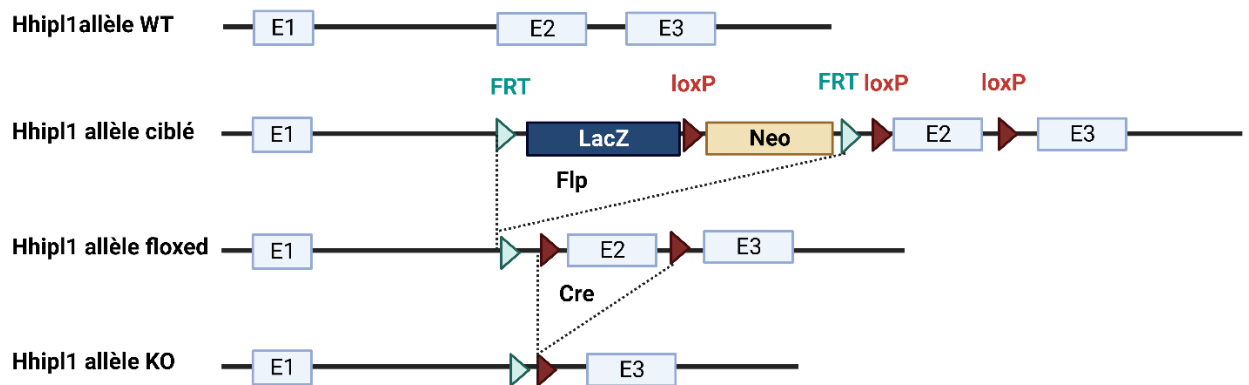 Hhipl1allèle WT
E1 E2 E3
FRT loxP FRT loxP loxP
Hhipl1 allèle ciblé
E1 LacZ Neo E2 E3
Flp
Hhipl1 allèle floxed
E1 E2 E3
Cre
Hhipl1 allèle KO
E1 E3